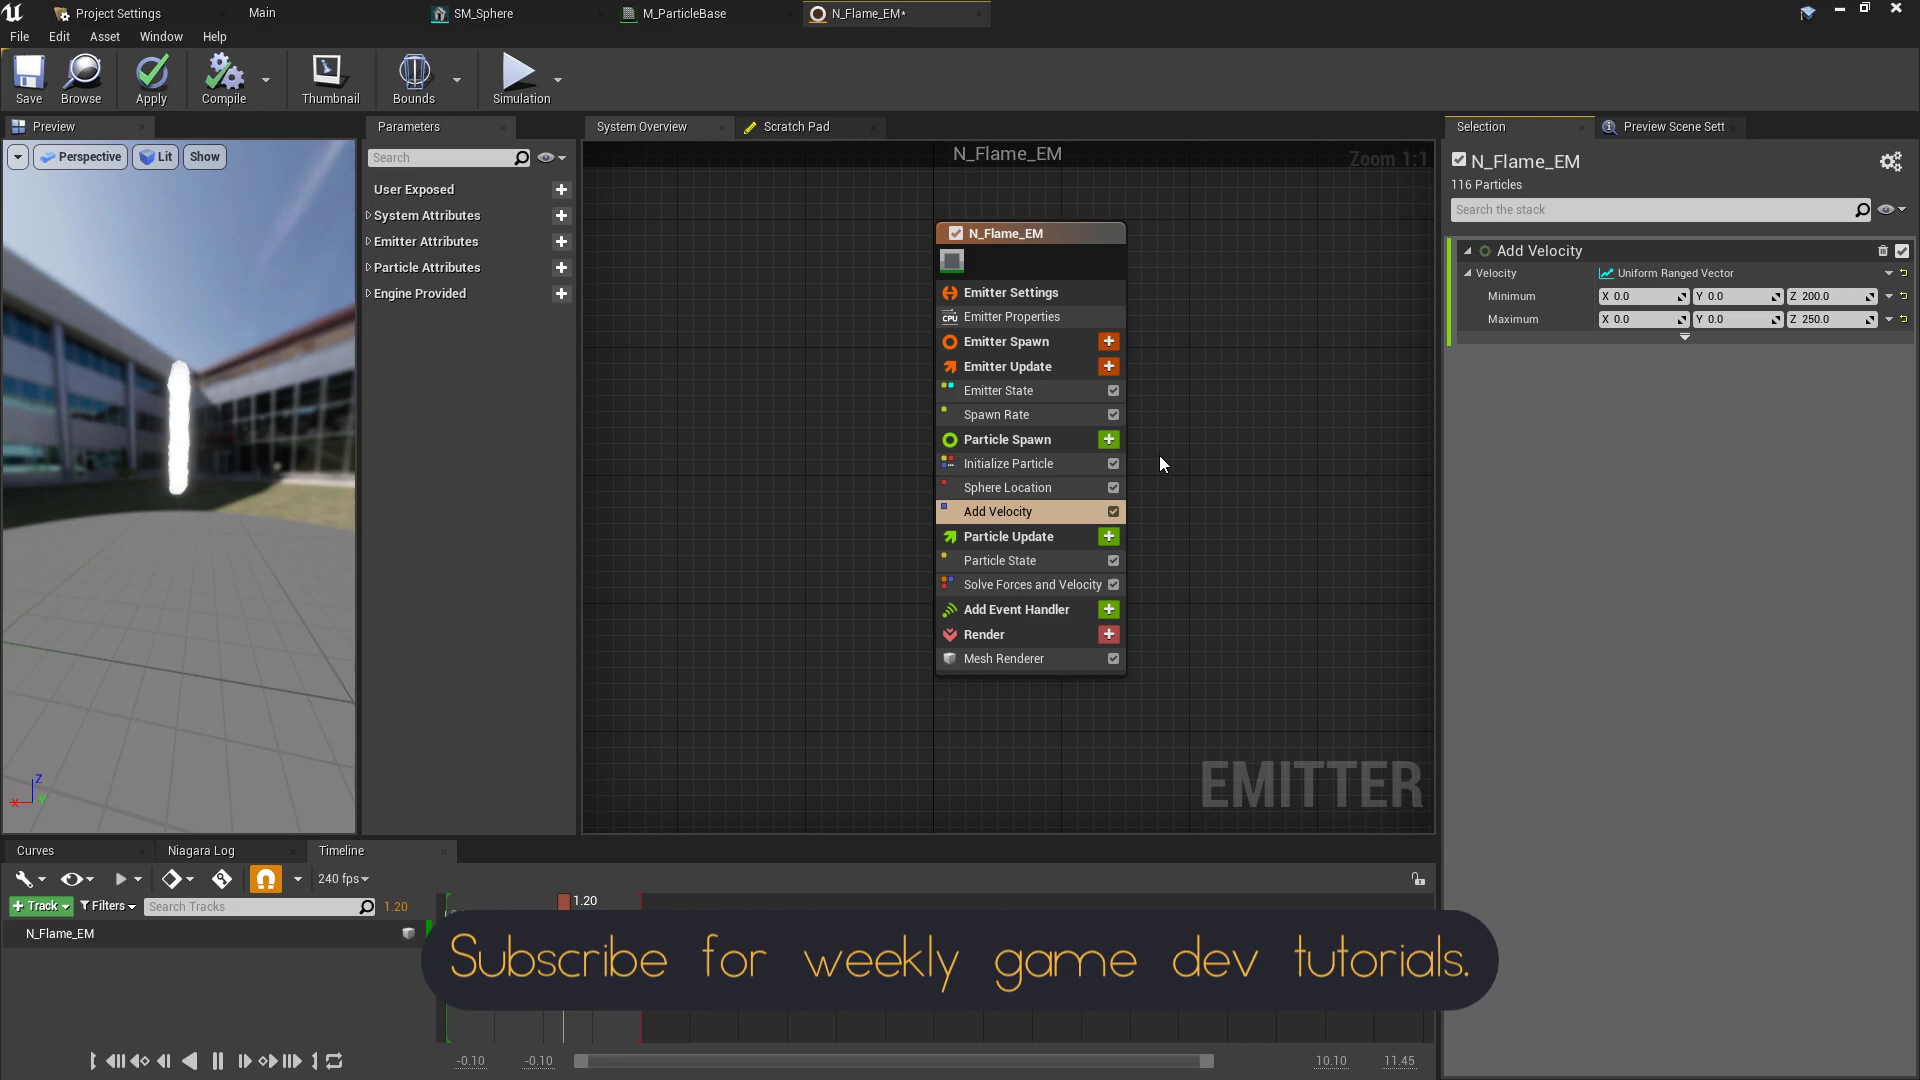 Project Settings
Main
SM_Sphere
M_ParticleBase
N_Flame_EM*
File Edit Asset Window Help
Save
Browse
Apply
Compile
Thumbnail
Bounds
Simulation
Preview
Parameters
System Overview
Scratch Pad
Selection
Preview Scene Sett
Perspective
Lit
Show
Search
User Exposed
System Attributes
Emitter Attributes
Particle Attributes
Engine Provided
N_Flame_EM
Zoom 1:1
N_Flame_EM
Emitter Settings
CPU Emitter Properties
Emitter Spawn
Emitter Update
Emitter State
Spawn Rate
Particle Spawn
Initialize Particle
Sphere Location
Add Velocity
Particle Update
Particle State
Solve Forces and Velocity
Add Event Handler
Render
Mesh Renderer
EMITTER
N_Flame_EM
116 Particles
Search the stack
Add Velocity
Velocity Uniform Ranged Vector
Minimum X 0.0 Y 0.0 Z 200.0
Maximum X 0.0 Y 0.0 Z 250.0
Z
X
Y
Curves
Niagara Log
Timeline
240 fps
+ Track
Filters
Search Tracks
1.20
1.20
N_Flame_EM
Subscribe for weekly game dev tutorials.
-0.10
-0.10
10.10
11.45